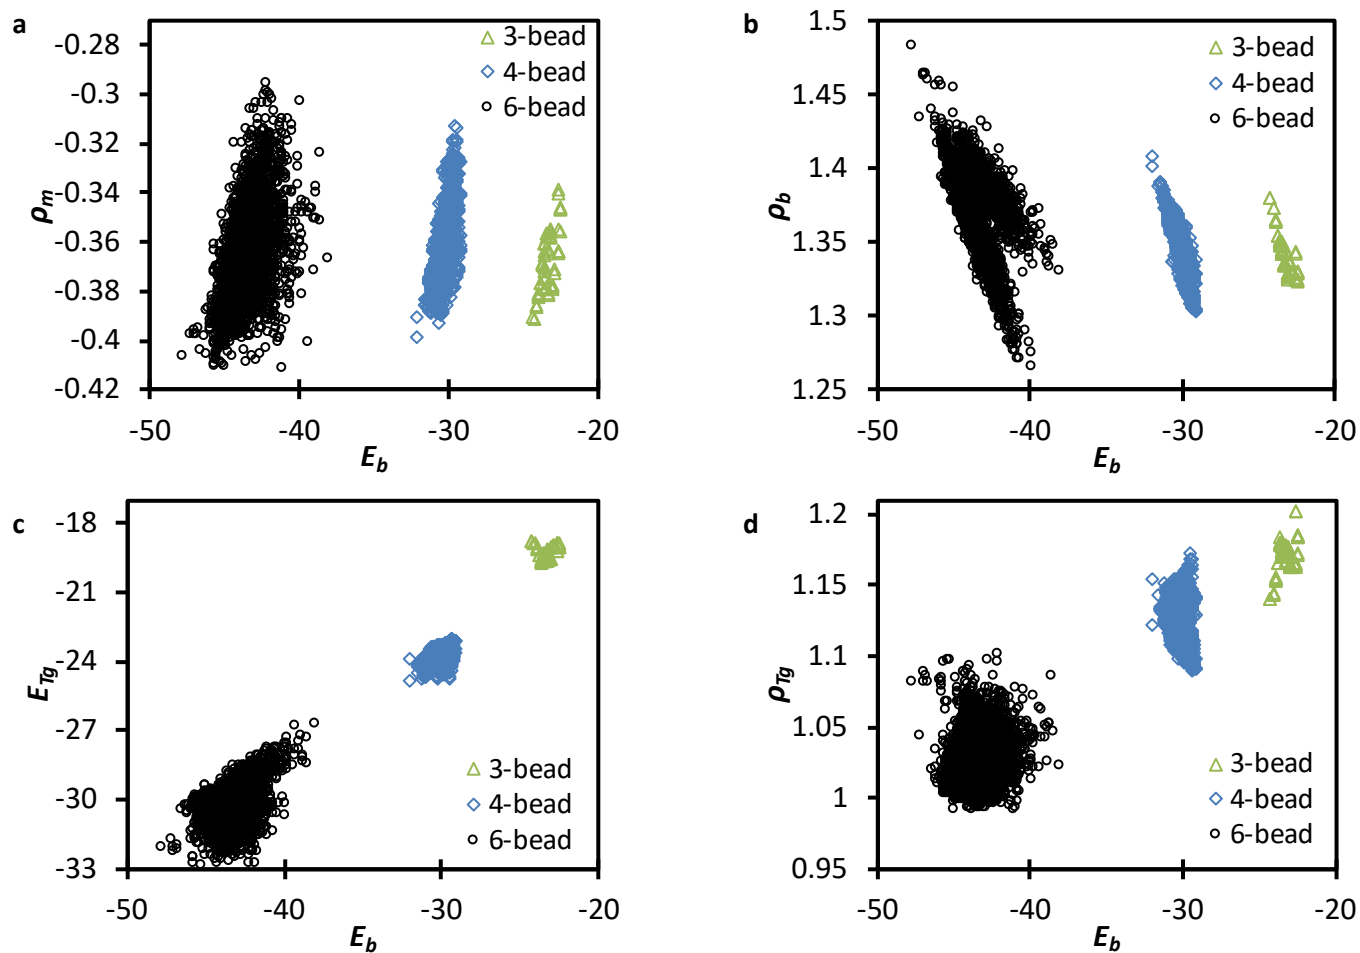 a
-0.28
-0.3
-0.32
-0.34
-0.36
-0.38
-0.4
-0.42
ρm
3-bead
4-bead
6-bead
-50 -40 -30 -20
Eb
b
1.5
1.45
1.4
1.35
1.3
1.25
ρb
3-bead
4-bead
6-bead
-50 -40 -30 -20
Eb
c
-18
-21
-24
-27
-30
-33
ETg
3-bead
4-bead
6-bead
-50 -40 -30 -20
Eb
d
1.2
1.15
1.1
1.05
1
0.95
ρTg
3-bead
4-bead
6-bead
-50 -40 -30 -20
Eb